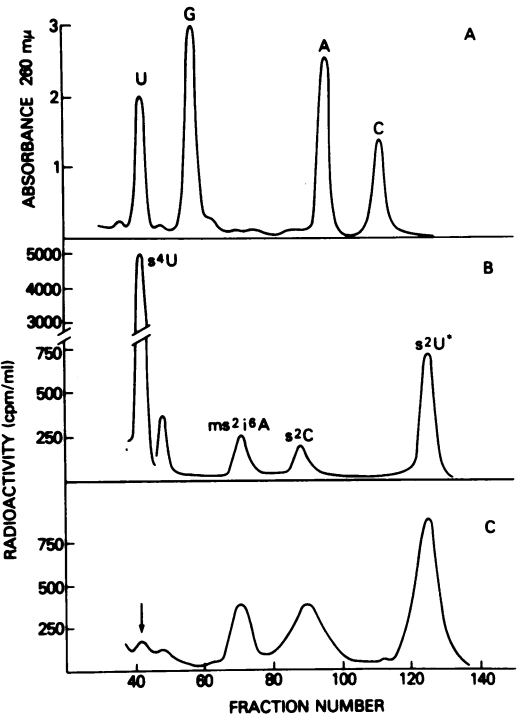 A
ABSORBANCE 260 mμ
3
2
1
U
G
A
C
B
RADIOACTIVITY (cpm/ml)
5000
4000
3000
750
500
250
s⁴U
ms²i⁶A
s²C
s²U*
C
750
500
250
40 60 80 100 120 140
FRACTION NUMBER